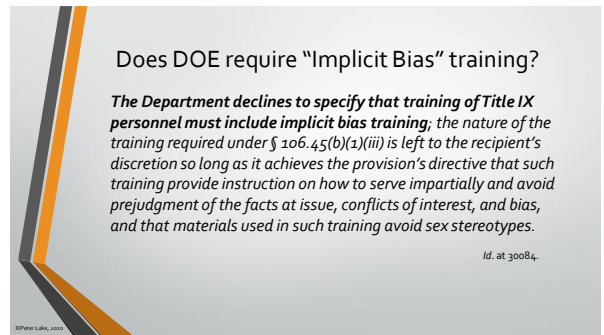 Does DOE require “Implicit Bias” training?
The Department declines to specify that training of Title IX
personnel must include implicit bias training; the nature of the
training required under § 106.45(b)(1)(iii) is left to the recipient’s
discretion so long as it achieves the provision’s directive that such
training provide instruction on how to serve impartially and avoid
prejudgment of the facts at issue, conflicts of interest, and bias,
and that materials used in such training avoid sex stereotypes.
Id. at 30084.
©Peter Lake, 2020